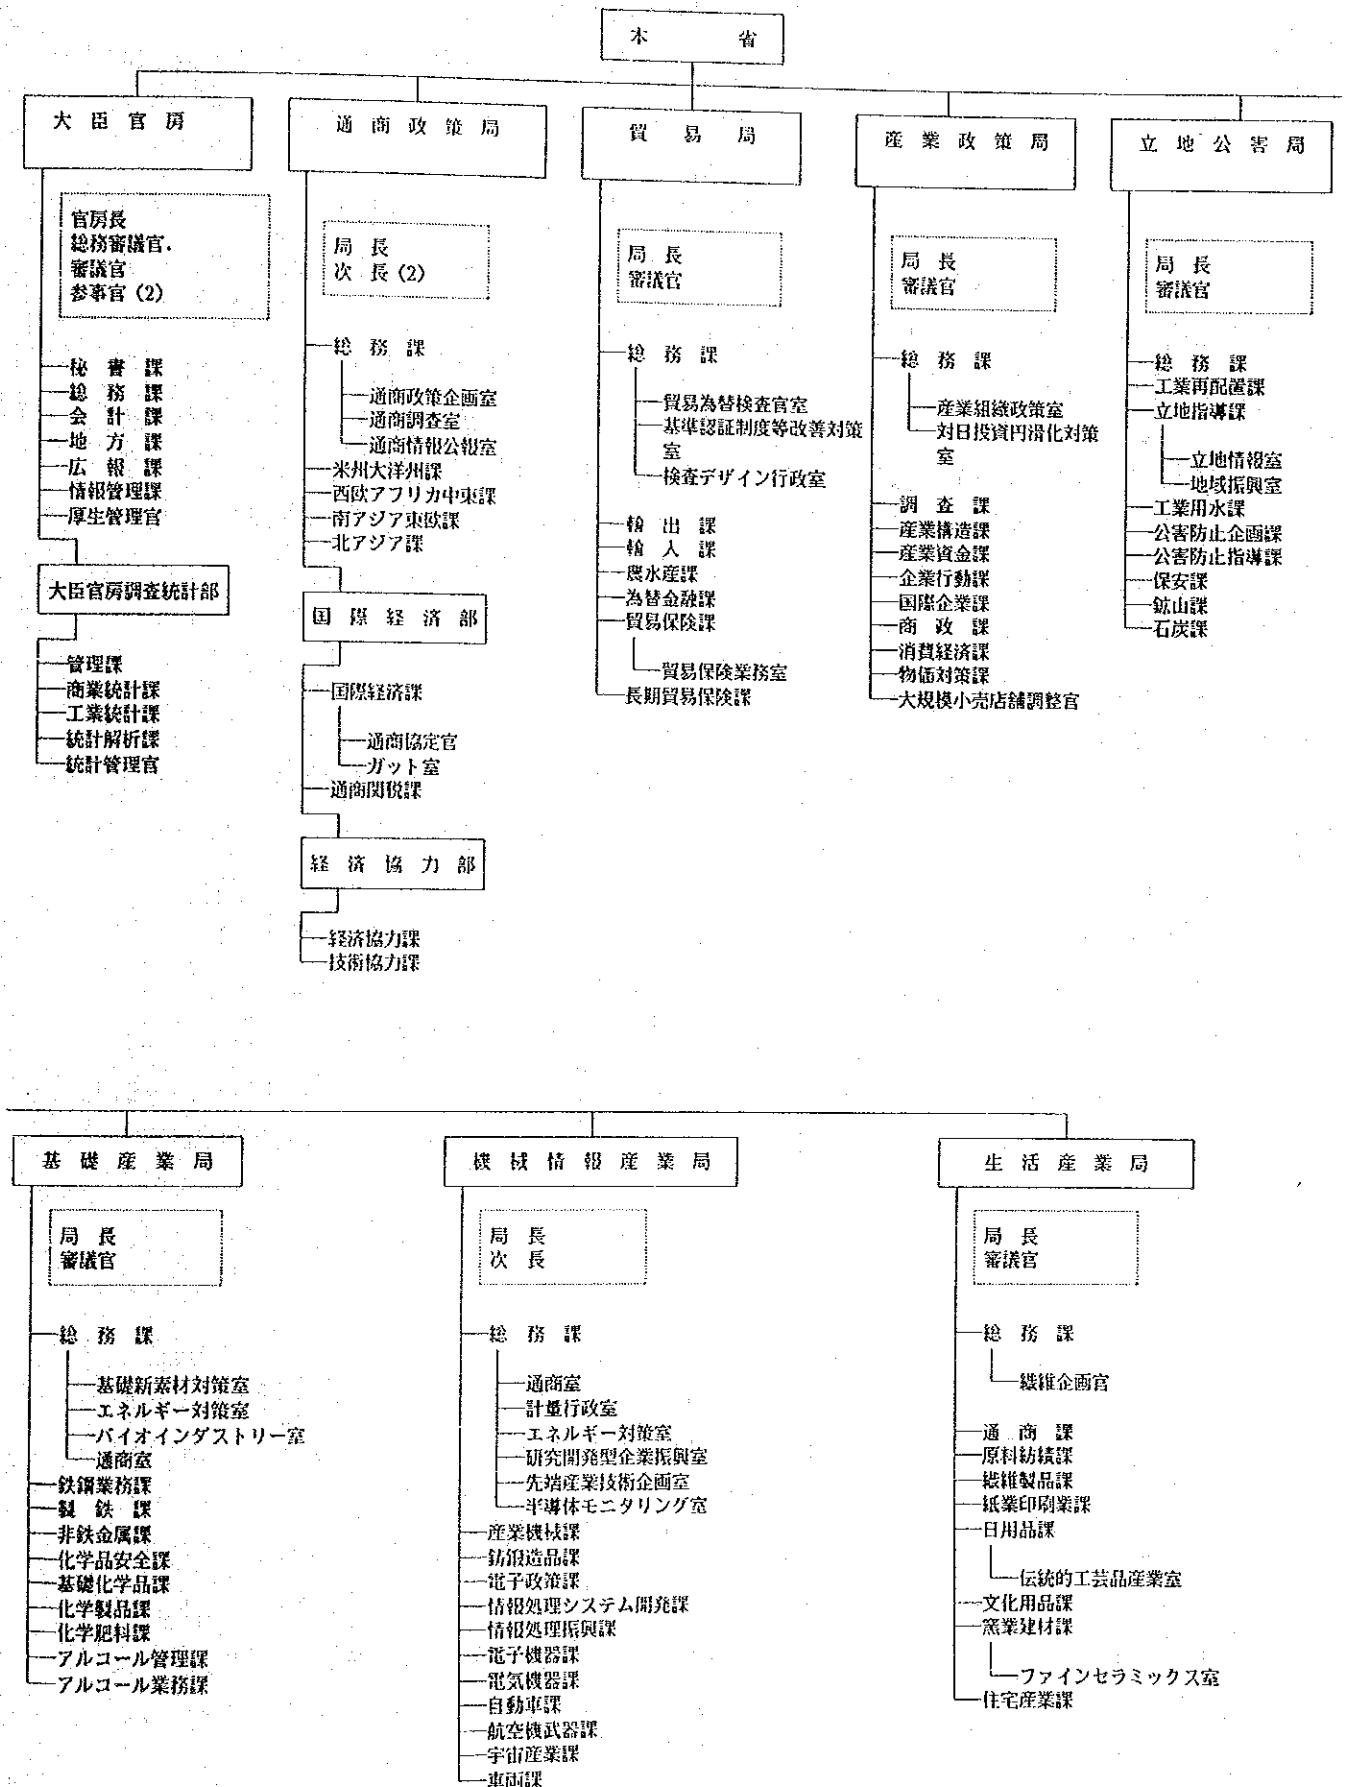 本省
大臣官房
官房長
総務審議官.
審議官
参事官(2)
秘書課
総務課
会計課
地方課
広報課
情報管理課
厚生管理官
大臣官房調査統計部
管理課
商業統計課
工業統計課
統計解析課
統計管理官
通商政策局
局長
次長(2)
総務課
通商政策企画室
通商調査室
通商情報公報室
米州大洋州課
西欧アフリカ中東課
南アジア東欧課
北アジア課
国際経済部
国際経済課
通商協定官
ガット室
通商関税課
経済協力部
経済協力課
技術協力課
貿易局
局長
審議官
総務課
貿易為替検査官室
基準認証制度等改善対策
室
検査デザイン行政室
輸出課
輸入課
農水産課
為替金融課
貿易保険課
貿易保険業務室
長期貿易保険課
産業政策局
局長
審議官
総務課
産業組織政策室
対日投資円滑化対策
室
調査課
産業構造課
産業資金課
企業行動課
国際企業課
商政課
消費経済課
物価対策課
大規模小売店舗調整官
立地公害局
局長
審議官
総務課
工業再配置課
立地指導課
立地情報室
地域振興室
工業用水課
公害防止企画課
公害防止指導課
保安課
鉱山課
石炭課
基礎産業局
局長
審議官
総務課
基礎新素材対策室
エネルギー対策室
バイオインダストリー室
通商室
鉄鋼業務課
製鉄課
非鉄金属課
化学品安全課
基礎化学品課
化学製品課
化学肥料課
アルコール管理課
アルコール業務課
機械情報産業局
局長
次長
総務課
通商室
計量行政室
エネルギー対策室
研究開発型企業振興室
先端産業技術企画室
半導体モニタリング室
産業機械課
鋳鍛造品課
電子政策課
情報処理システム開発課
情報処理振興課
電子機器課
電気機器課
自動車課
航空機武器課
宇宙産業課
車両課
生活産業局
局長
審議官
総務課
繊維企画官
通商課
原料紡績課
繊維製品課
紙業印刷業課
日用品課
伝統的工芸品産業室
文化用品課
窯業建材課
ファインセラミックス室
住宅産業課